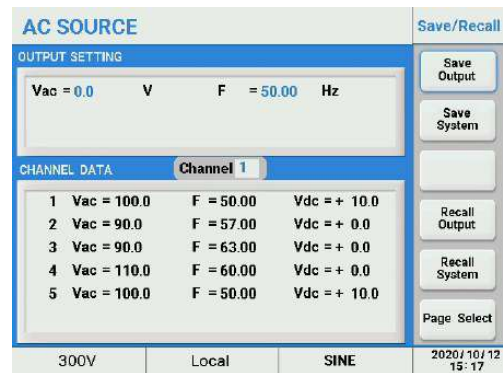 AC SOURCE
Save/Recall
OUTPUT SETTING
Vac = 0.0 V F = 50.00 Hz
Save
Output
Save
System
CHANNEL DATA Channel 1
1 Vac = 100.0 F = 50.00 Vdc = + 10.0
2 Vac = 90.0 F = 57.00 Vdc = + 0.0
3 Vac = 90.0 F = 63.00 Vdc = + 0.0
4 Vac = 110.0 F = 60.00 Vdc = + 0.0
5 Vac = 100.0 F = 50.00 Vdc = + 10.0
Recall
Output
Recall
System
Page Select
300V Local SINE
2020/10/12
15:17